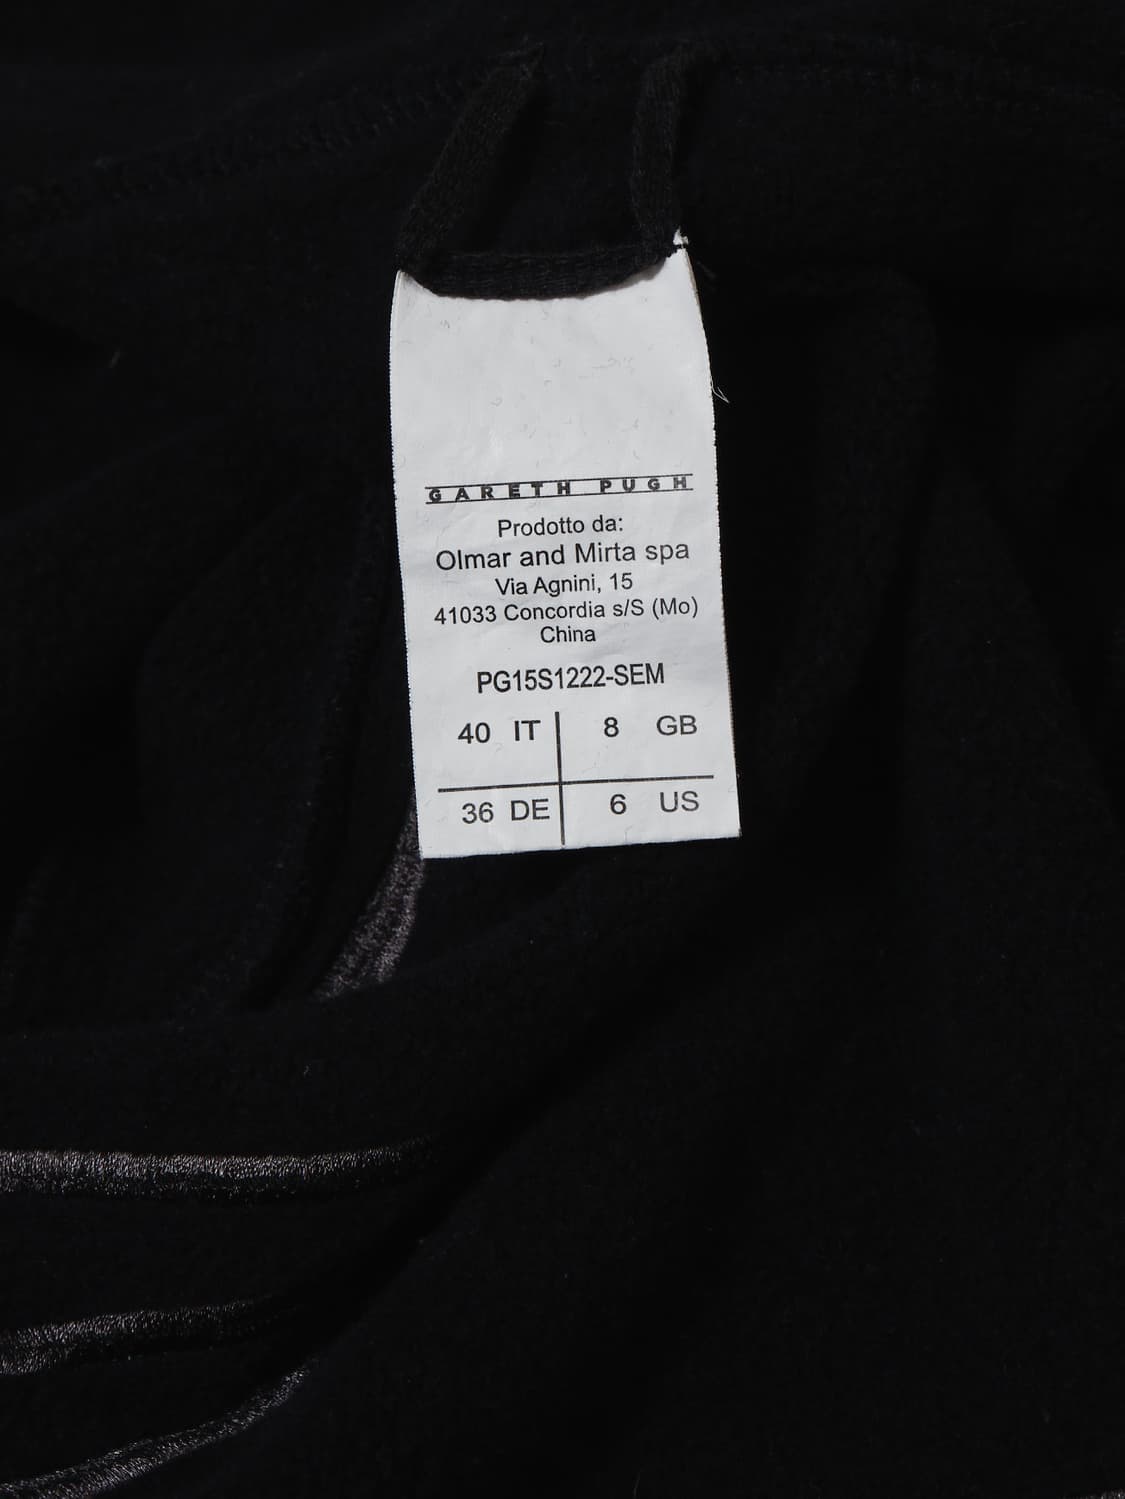 GARETH PUGH
Prodotto da:
Olmar and Mirta spa
Via Agnini, 15
41033 Concordia s/S (Mo)
China
PG15S1222-SEM
40 IT 8 GB
36 DE 6 US